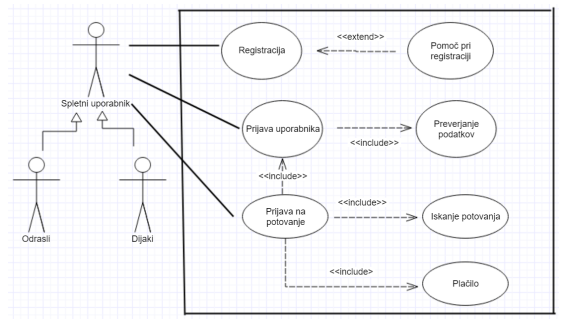 <<extend>>
Registracija
Pomoč pri
registraciji
Spletni uporabnik
Prijava uporabnika
Preverjanje
podatkov
<<include>>
<<include>>
Prijava na
potovanje
<<include>>
Iskanje potovanja
Odrasli
Dijaki
<<include>
Plačilo